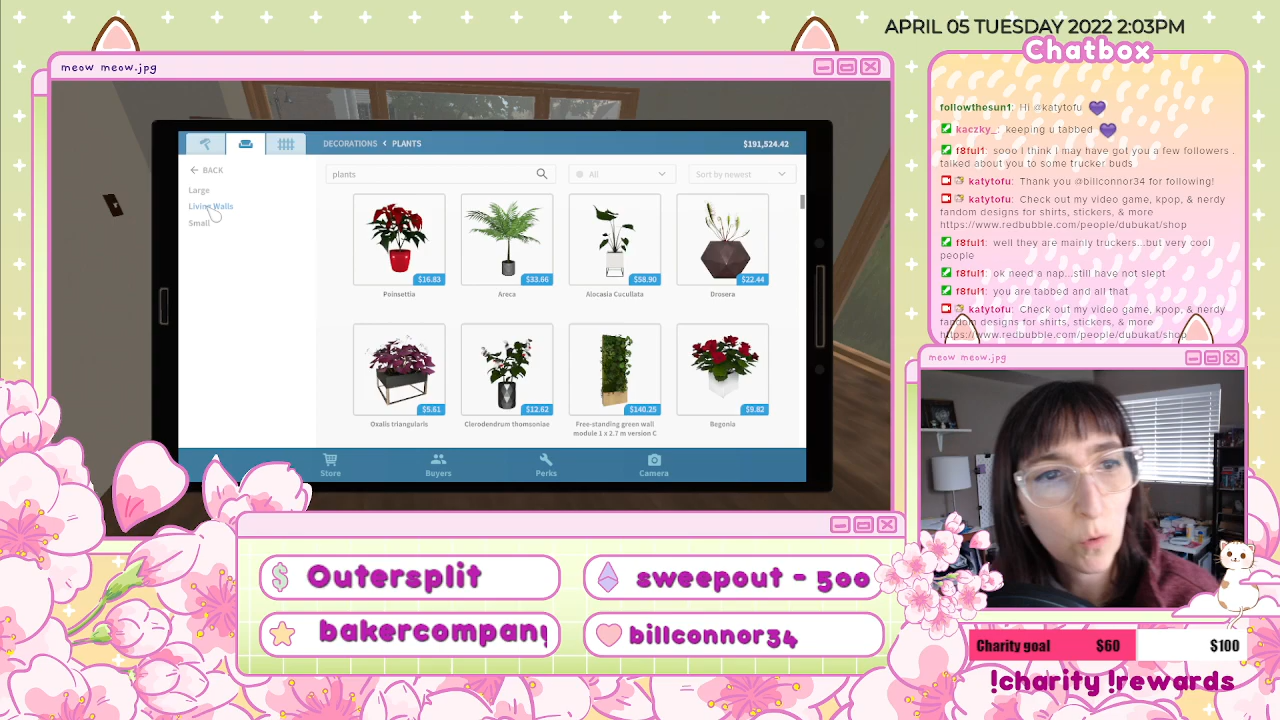 APRIL 05 TUESDAY 2022 2:03PM
meow meow.jpg
Chatbox
DECORATIONS < PLANTS
$191,524.42
BACK
Large
Living Walls
Small
plants
All
Sort by newest
$16.83
$33.66
$58.90
$22.44
Poinsettia
Areca
Alocasia Cucullata
Drosera
$5.61
$12.62
$140.25
$9.82
Oxalis triangularis
Clerodendrum thomsoniae
Free-standing green wall
module 1 x 2.7 m version C
Begonia
Store
Buyers
Perks
Camera
followthesun1: Hi @katytofu
kaczky_: keeping u tabbed
f8ful1: sooo I think I may have got you a few followers .
talked about you to some trucker buds
katytofu: Thank you @billconnor34 for following!
katytofu: Check out my video game, kpop, & nerdy
fandom designs for shirts, stickers, & more
https://www.redbubble.com/people/dubukat/shop
f8ful1: well they are mainly truckers...but very cool
people
f8ful1: ok need a nap...still have not slept
f8ful1: you are tabbed and all that
katytofu: Check out my video game, kpop, & nerdy
fandom designs for shirts, stickers, & more
https://www.redbubble.com/people/dubukat/shop
meow meow.jpg
Outersplit
sweepout - 500
bakercompany
billconnor34
Charity goal $60 $100
!charity !rewards